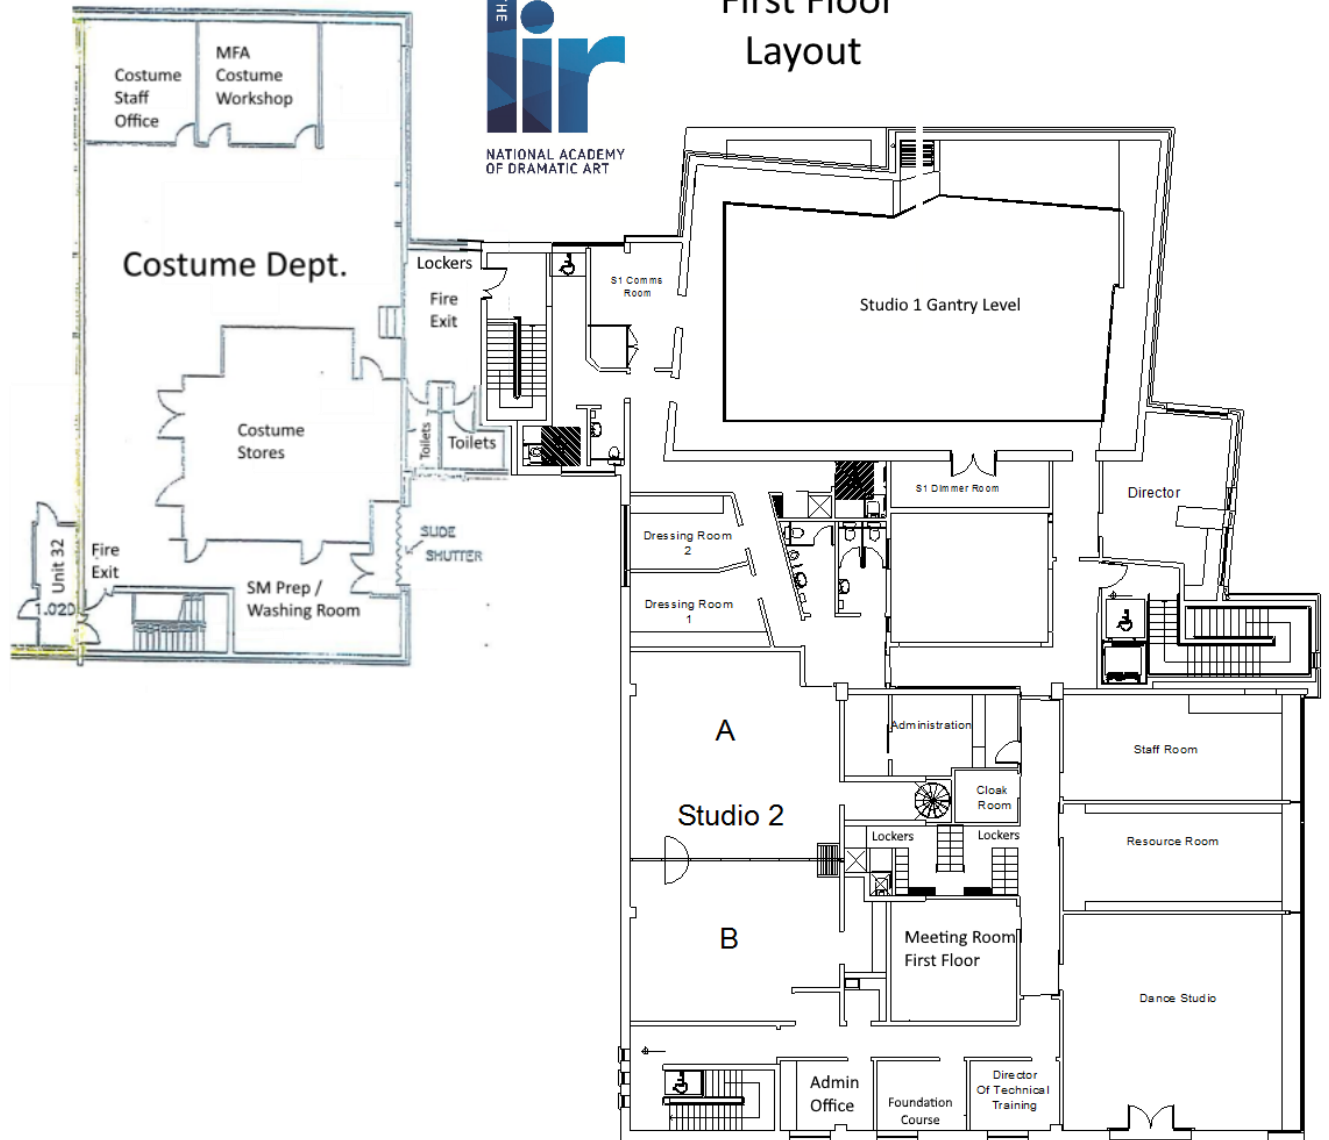 First Floor
Layout
THE
lir
NATIONAL ACADEMY
OF DRAMATIC ART
Costume
Staff
Office
MFA
Costume
Workshop
Costume Dept.
Lockers
Fire
Exit
S1 Comms
Room
Studio 1 Gantry Level
Costume
Stores
Toilets
Toilets
S1 Dimmer Room
Director
SLIDE
SHUTTER
Unit 32
1.020
Fire
Exit
SM Prep /
Washing Room
Dressing Room
2
Dressing Room
1
A
Studio 2
B
Administration
Cloak
Room
Lockers
Lockers
Staff Room
Resource Room
Meeting Room
First Floor
Dance Studio
Admin
Office
Foundation
Course
Director
Of Technical
Training